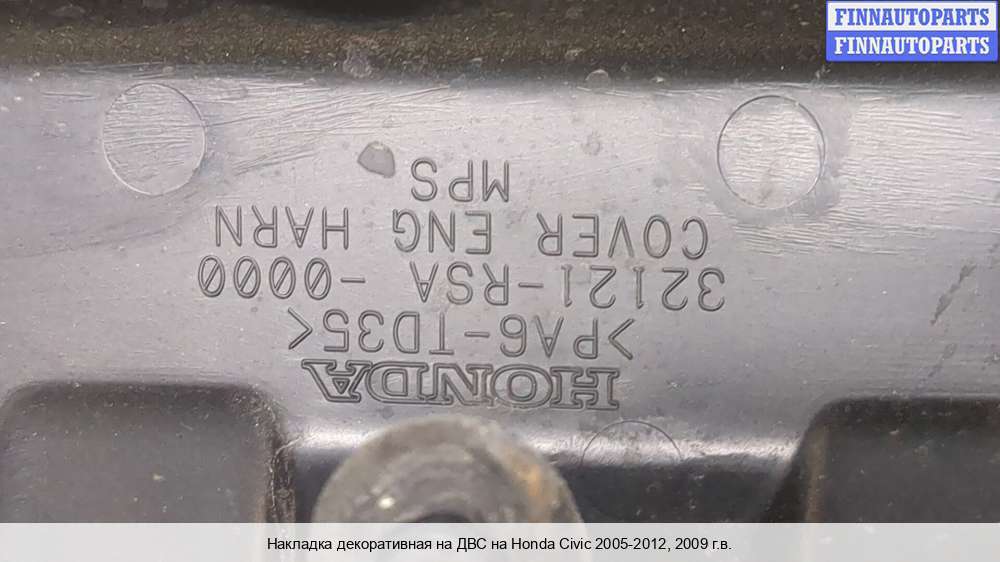 FINNAUTOPARTS
FINNAUTOPARTS
HONDA
>PA6-TD35<
32121-RSA -0000
COVER ENG HARN
MPS
Накладка декоративная на ДВС на Honda Civic 2005-2012, 2009 г.в.